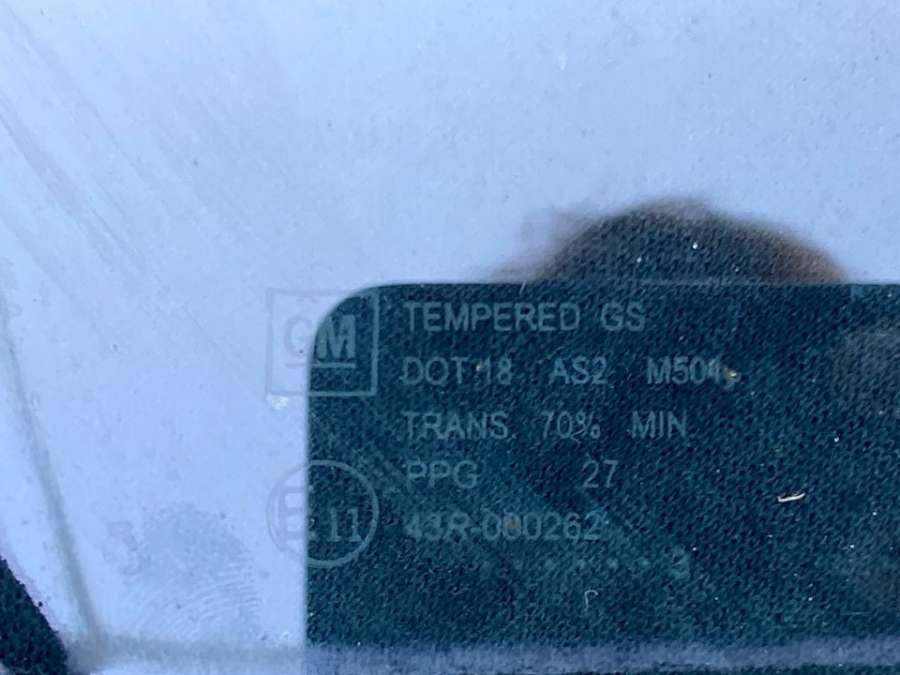 GM
TEMPERED GS
DOT 18 AS2 M504
TRANS. 70% MIN
PPG 27
E 11
43R-000262